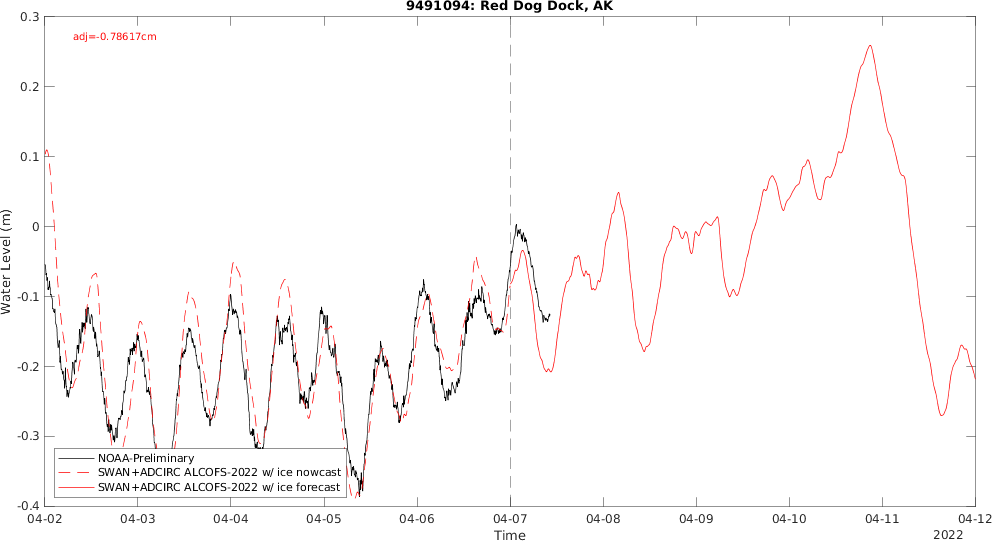 9491094: Red Dog Dock, AK
adj=-0.78617cm
0.3
0.2
0.1
0
-0.1
-0.2
-0.3
-0.4
Water Level (m)
NOAA-Preliminary
SWAN+ADCIRC ALCOFS-2022 w/ ice nowcast
SWAN+ADCIRC ALCOFS-2022 w/ ice forecast
04-02 04-03 04-04 04-05 04-06 04-07 04-08 04-09 04-10 04-11 04-12
Time
2022